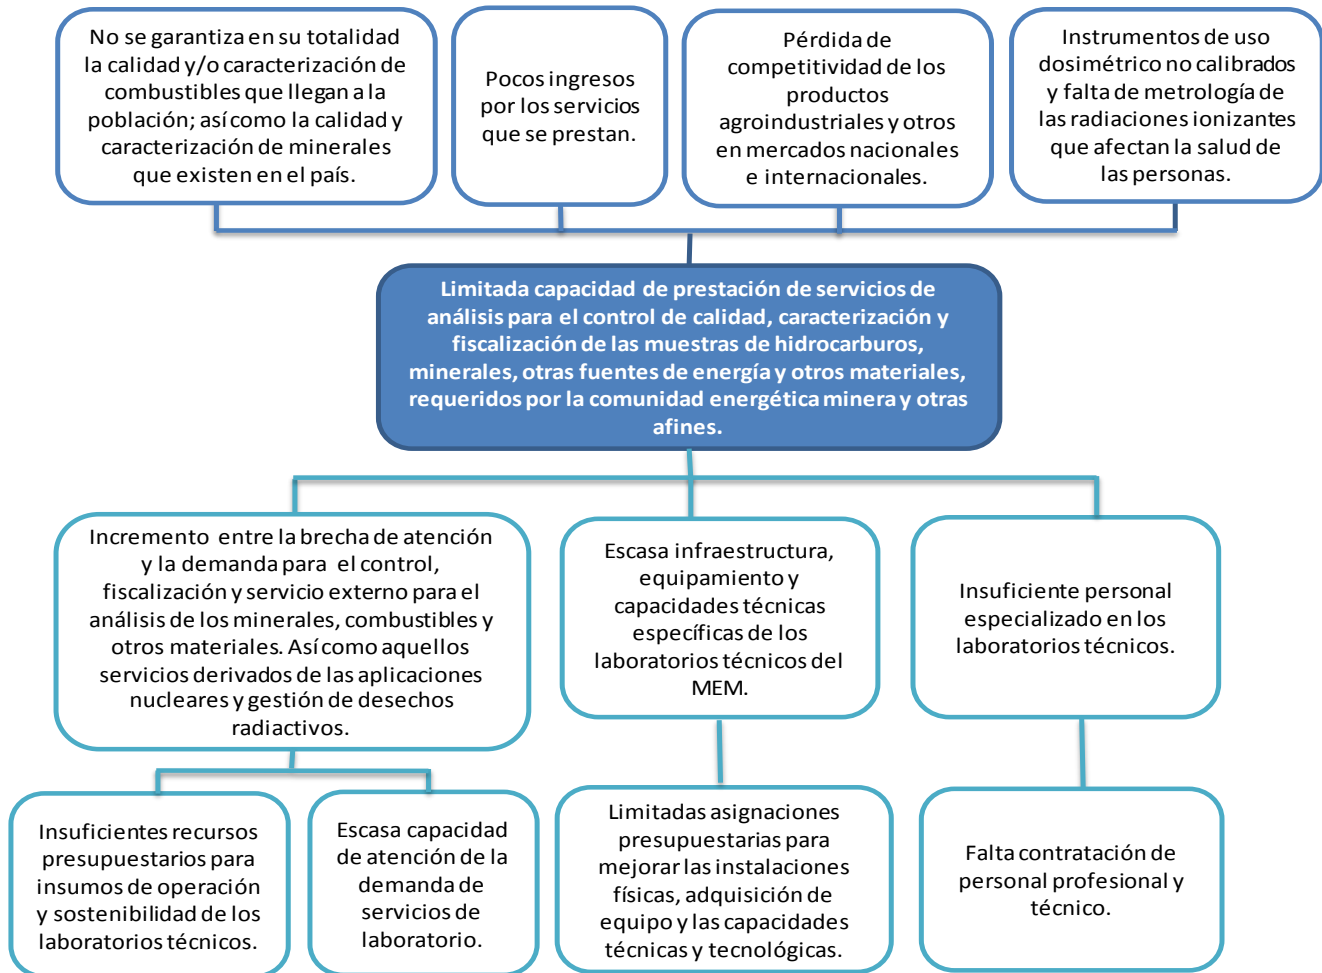 No se garantiza en su totalidad
la calidad y/o caracterización de
combustibles que llegan a la
población; así como la calidad y
caracterización de minerales
que existen en el país.
Pocos ingresos
por los servicios
que se prestan.
Pérdida de
competitividad de los
productos
agroindustriales y otros
en mercados nacionales
e internacionales.
Instrumentos de uso
dosimétrico no calibrados
y falta de metrología de
las radiaciones ionizantes
que afectan la salud de
las personas.
Limitada capacidad de prestación de servicios de
análisis para el control de calidad, caracterización y
fiscalización de las muestras de hidrocarburos,
minerales, otras fuentes de energía y otros materiales,
requeridos por la comunidad energética minera y otras
afines.
Incremento entre la brecha de atención
y la demanda para el control,
fiscalización y servicio externo para el
análisis de los minerales, combustibles y
otros materiales. Así como aquellos
servicios derivados de las aplicaciones
nucleares y gestión de desechos
radiactivos.
Escasa infraestructura,
equipamiento y
capacidades técnicas
específicas de los
laboratorios técnicos del
MEM.
Insuficiente personal
especializado en los
laboratorios técnicos.
Insuficientes recursos
presupuestarios para
insumos de operación
y sostenibilidad de los
laboratorios técnicos.
Escasa capacidad
de atención de la
demanda de
servicios de
laboratorio.
Limitadas asignaciones
presupuestarias para
mejorar las instalaciones
físicas, adquisición de
equipo y las capacidades
técnicas y tecnológicas.
Falta contratación de
personal profesional y
técnico.